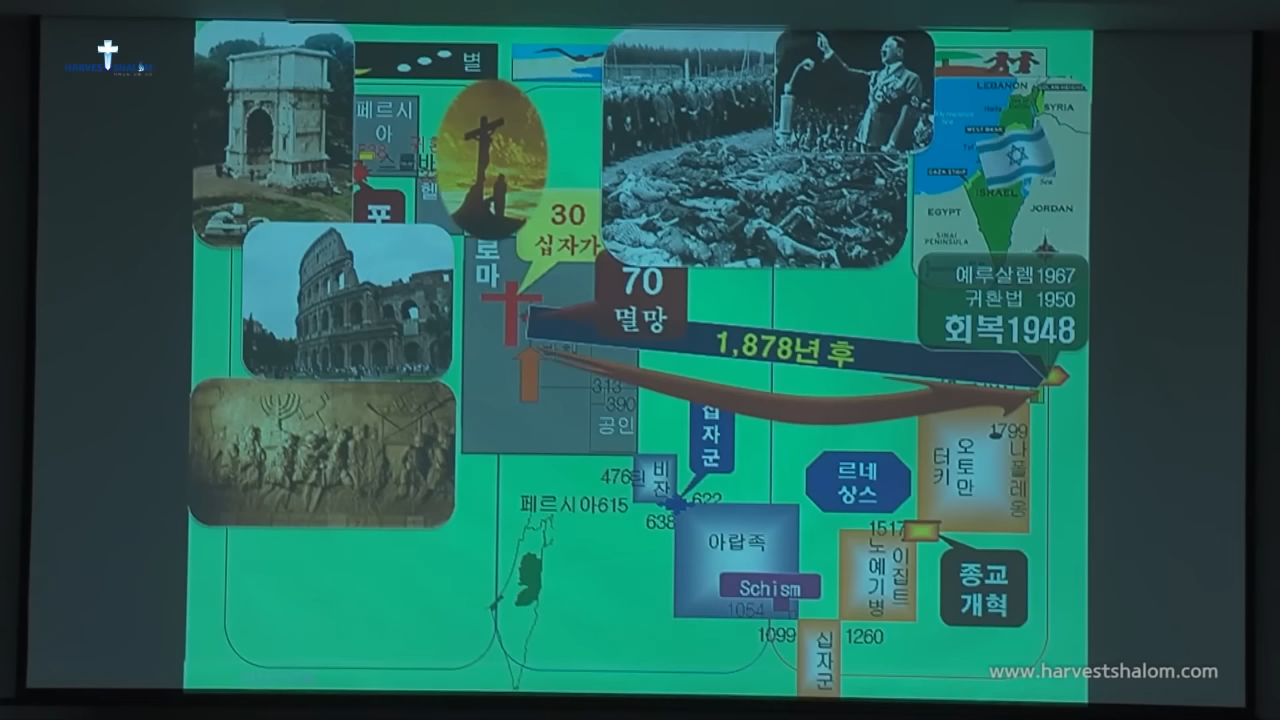 HARVEST SHALOM
별
페르시
아
30
십자가
로
마
70
멸망
1,878년 후
LEBANON
SYRIA
WEST BANK
GAZA STRIP
ISRAEL
EGYPT
JORDAN
SINAI
PENINSULA
예루살렘1967
귀환법 1950
회복1948
313
390
공인
476
비
잔
틴
페르시아615
622
638
십
자
군
르네
상스
아랍족
Schism
1054
1099
십
자
군
1260
1517
노
예
기
병
이
집
트
종교
개혁
1799
나
폴
레
옹
오
토
만
터
키
www.harvestshalom.com